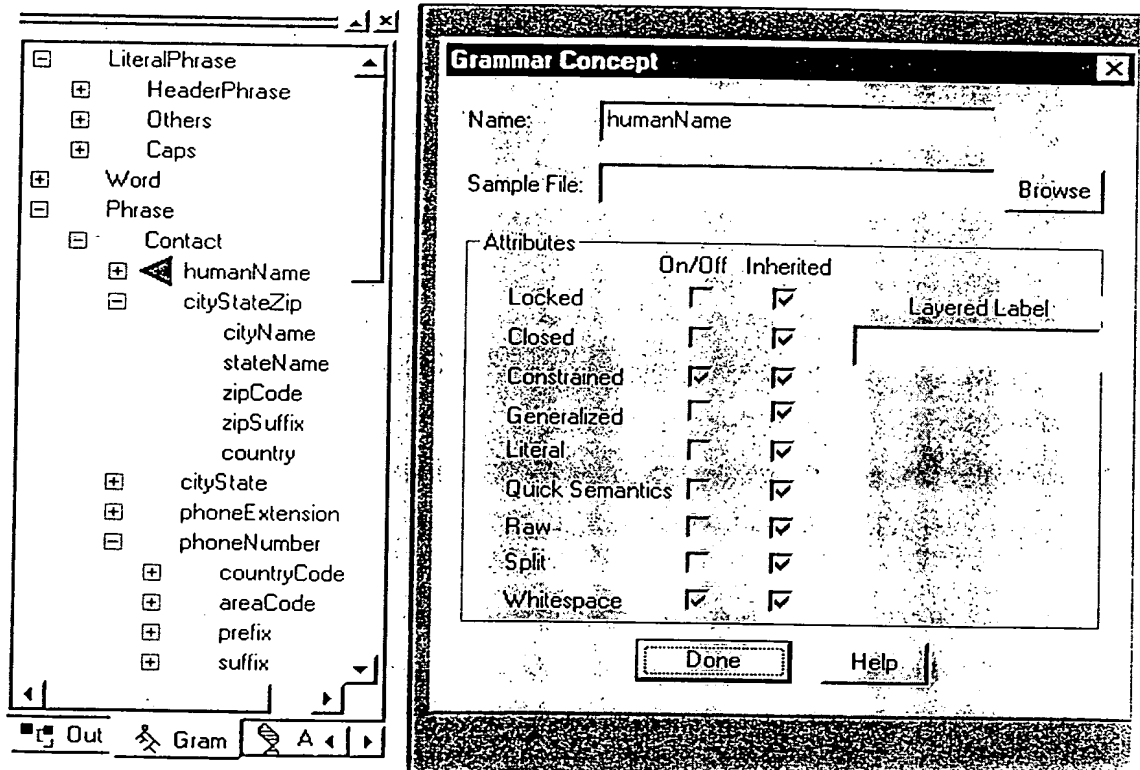 LiteralPhrase
HeaderPhrase
Others
Caps
Word
Phrase
Contact
humanName
cityStateZip
cityName
stateName
zipCode
zipSuffix
country
cityState
phoneExtension
phoneNumber
countryCode
areaCode
prefix
suffix
Out Gram A
Grammar Concept
Name: humanName
Sample File: Browse
Attributes
On/Off Inherited
Locked
Layered Label
Closed
Constrained
Generalized
Literal
Quick Semantics
Raw
Split
Whitespace
Done Help